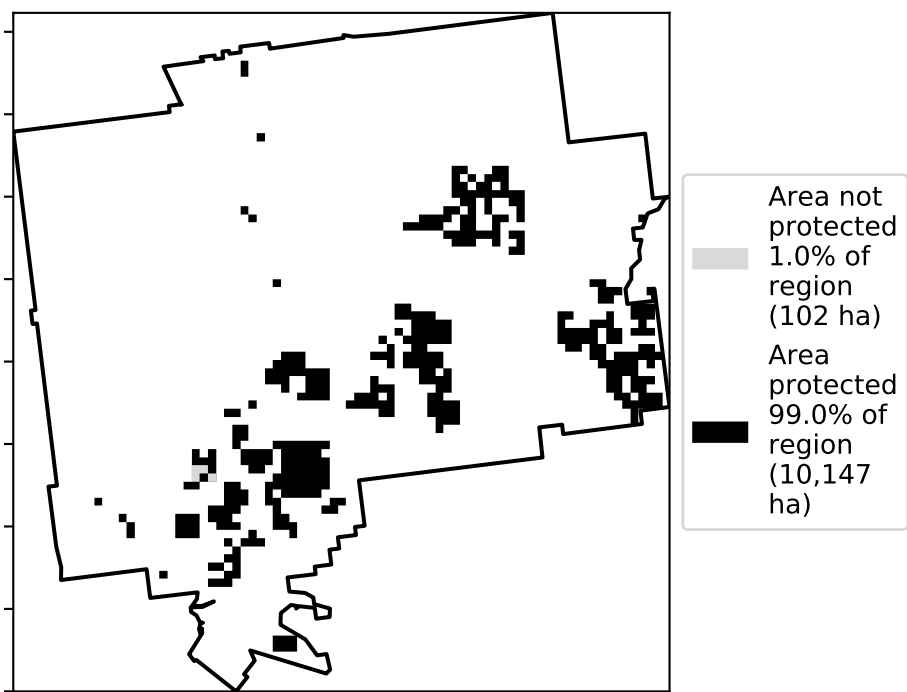 Area not
protected
1.0% of
region
(102 ha)
Area
protected
99.0% of
region
(10,147
ha)